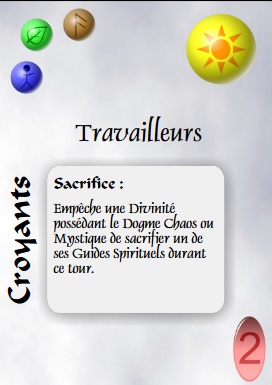 Travailleurs
Croyants
Sacrifice :
Empêche une Divinité
possédant le Dogme Chaos ou
Mystique de sacrifier un de
ses Guides Spirituels durant
ce tour.
2